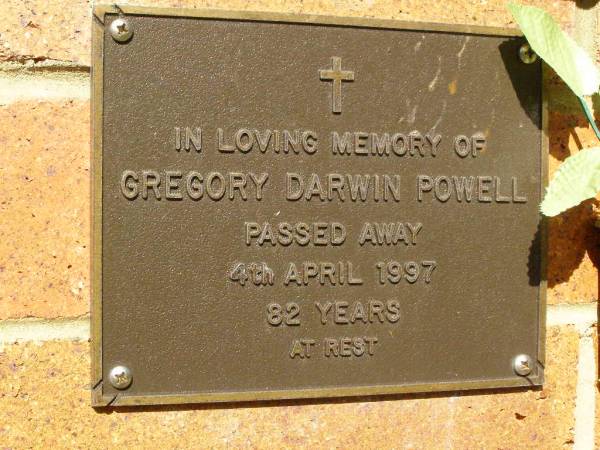 IN LOVING MEMORY OF
GREGORY DARWIN POWELL
PASSED AWAY
4th APRIL 1997
82 YEARS
AT REST